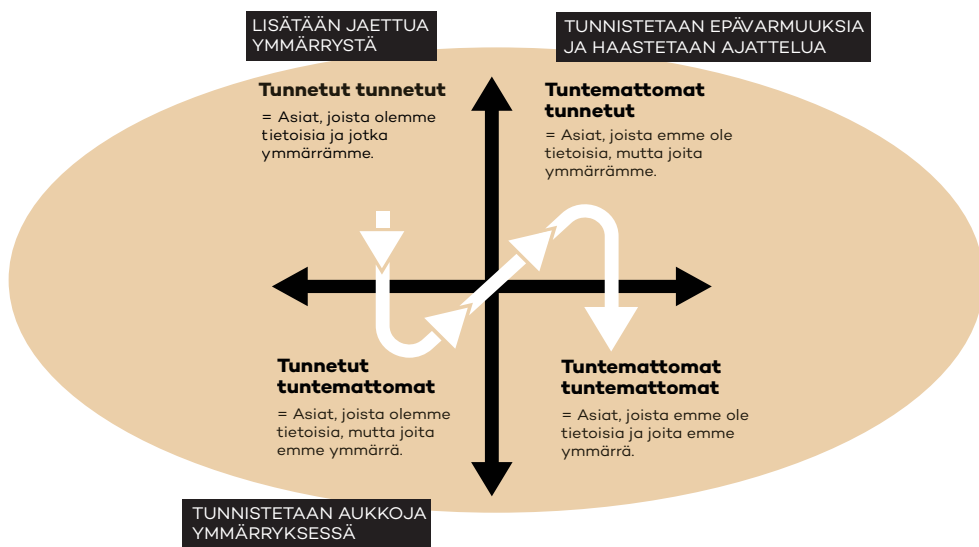 LISÄTÄÄN JAETTUA
YMMÄRRYSTÄ
TUNNISTETAAN EPÄVARMUUKSIA
JA HAASTETAAN AJATTELUA
Tunnetut tunnetut
= Asiat, joista olemme
tietoisia ja jotka
ymmärrämme.
Tuntemattomat
tunnetut
= Asiat, joista emme ole
tietoisia, mutta joita
ymmärrämme.
Tunnetut
tuntemattomat
= Asiat, joista olemme
tietoisia, mutta joita
emme ymmärrä.
Tuntemattomat
tuntemattomat
= Asiat, joista emme ole
tietoisia ja joita emme
ymmärrä.
TUNNISTETAAN AUKKOJA
YMMÄRRYKSESSÄ